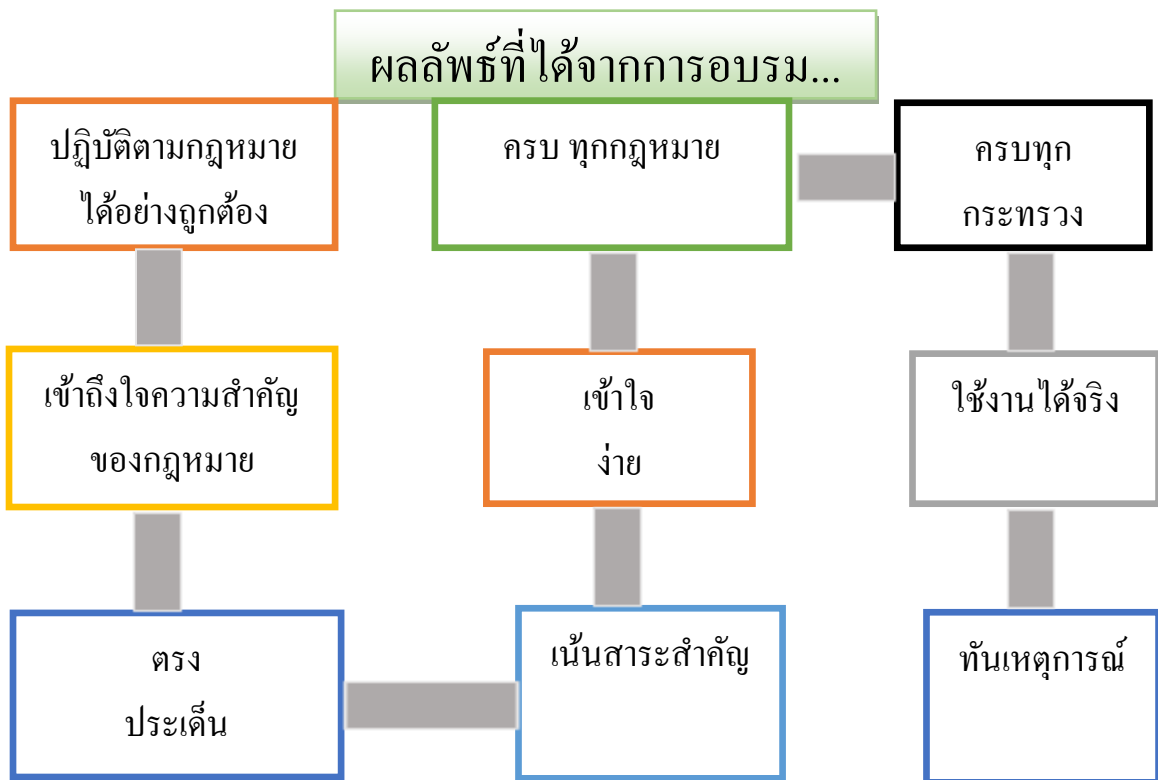 ผลลัพธ์ที่ได้จากการอบรม...
ปฏิบัติตามกฎหมาย
ได้อย่างถูกต้อง
ครบ ทุกกฎหมาย
ครบทุก
กระทรวง
เข้าถึงใจความสำคัญ
ของกฎหมาย
เข้าใจ
ง่าย
ใช้งานได้จริง
ตรง
ประเด็น
เน้นสาระสำคัญ
ทันเหตุการณ์